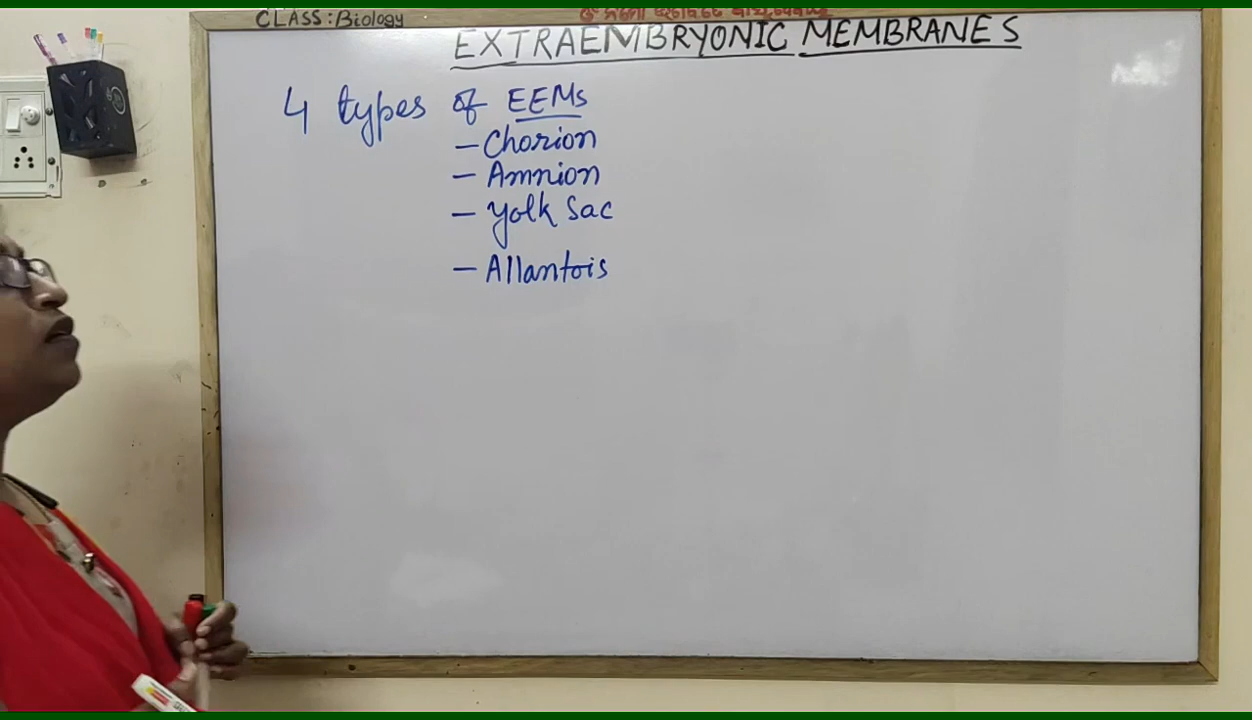 CLASS: Biology
EXTRAEMBRYONIC MEMBRANES
4 types of EEMs
– Chorion
– Amnion
– Yolk Sac
– Allantois